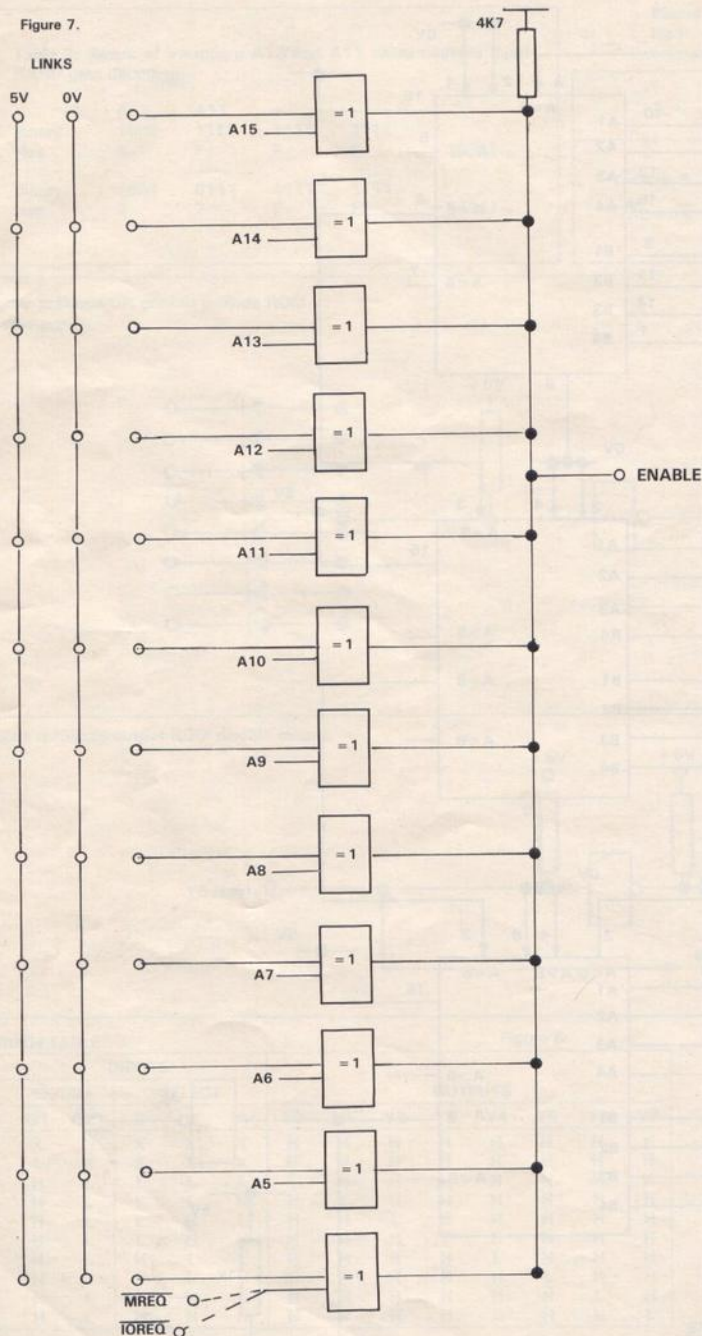 Figure 7.
4K7
LINKS
5V 0V
= 1
A15
= 1
A14
= 1
A13
= 1
A12
ENABLE
= 1
A11
= 1
A10
= 1
A9
= 1
A8
= 1
A7
= 1
A6
= 1
A5
= 1
MREQ
IOREQ